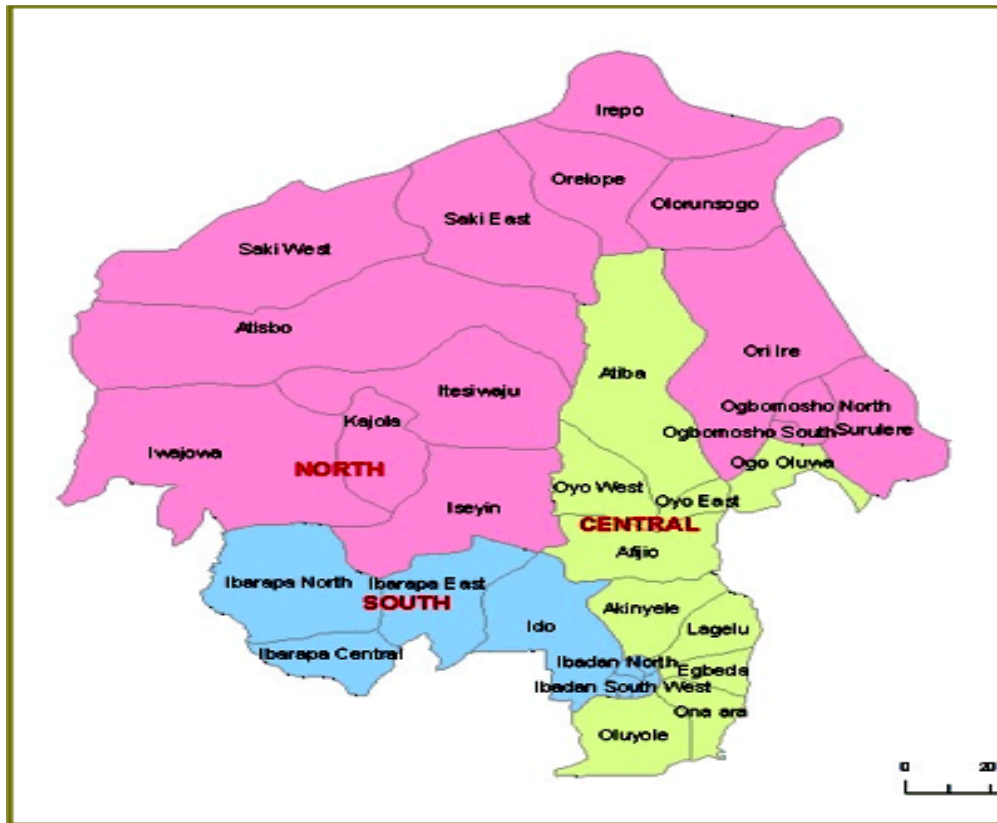 Irepo
Orelope
Olorunsogo
Saki East
Saki West
Atisbo
Ori Ire
Atiba
Itesiwaju
Ogbomosho North
Kajola
Ogbomosho South
Surulere
Iwajowa
NORTH
Ogo Oluwa
Oyo West
Oyo East
Iseyin
CENTRAL
Afijio
Ibarapa North
Ibarapa East
SOUTH
Akinyele
Ido
Lagelu
Ibarapa Central
Ibadan North
Egbeda
Ibadan South West
Ona ara
Oluyole
0
20